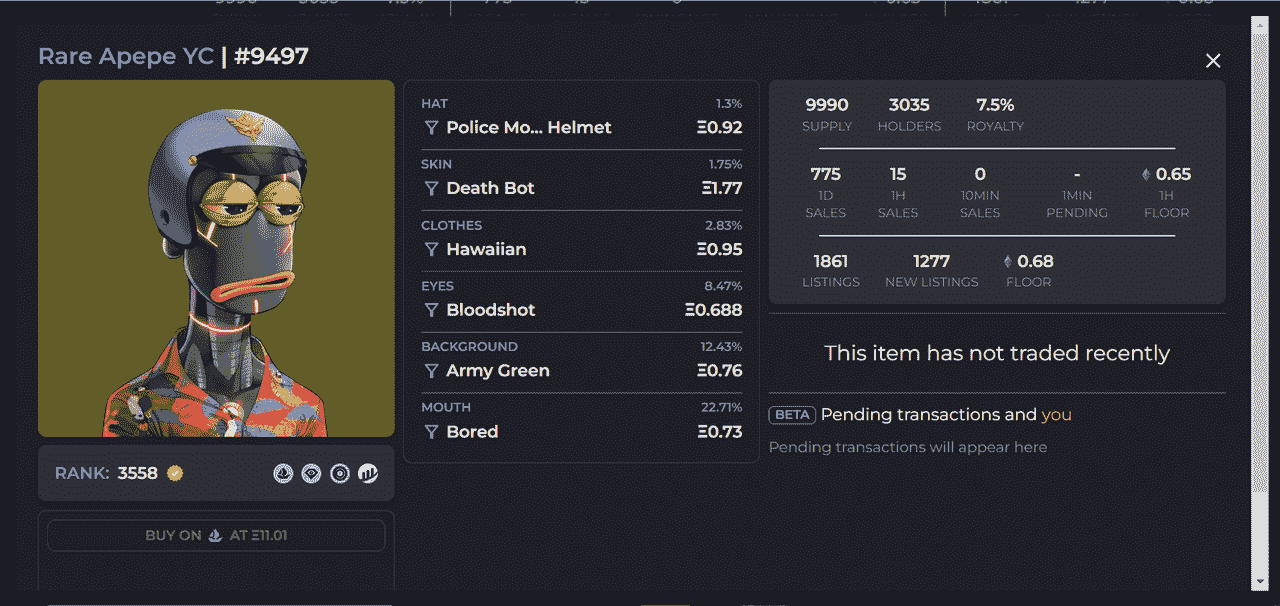 Rare Apepe YC | #9497
HAT 1.3%
Police Mo... Helmet Ξ0.92
SKIN 1.75%
Death Bot Ξ1.77
CLOTHES 2.83%
Hawaiian Ξ0.95
EYES 8.47%
Bloodshot Ξ0.688
BACKGROUND 12.43%
Army Green Ξ0.76
MOUTH 22.71%
Bored Ξ0.73
RANK: 3558
BUY ON AT Ξ11.01
9990 3035 7.5%
SUPPLY HOLDERS ROYALTY
775 15 0 - 0.65
1D 1H 10MIN 1MIN 1H
SALES SALES SALES PENDING FLOOR
1861 1277 0.68
LISTINGS NEW LISTINGS FLOOR
This item has not traded recently
BETA Pending transactions and you
Pending transactions will appear here